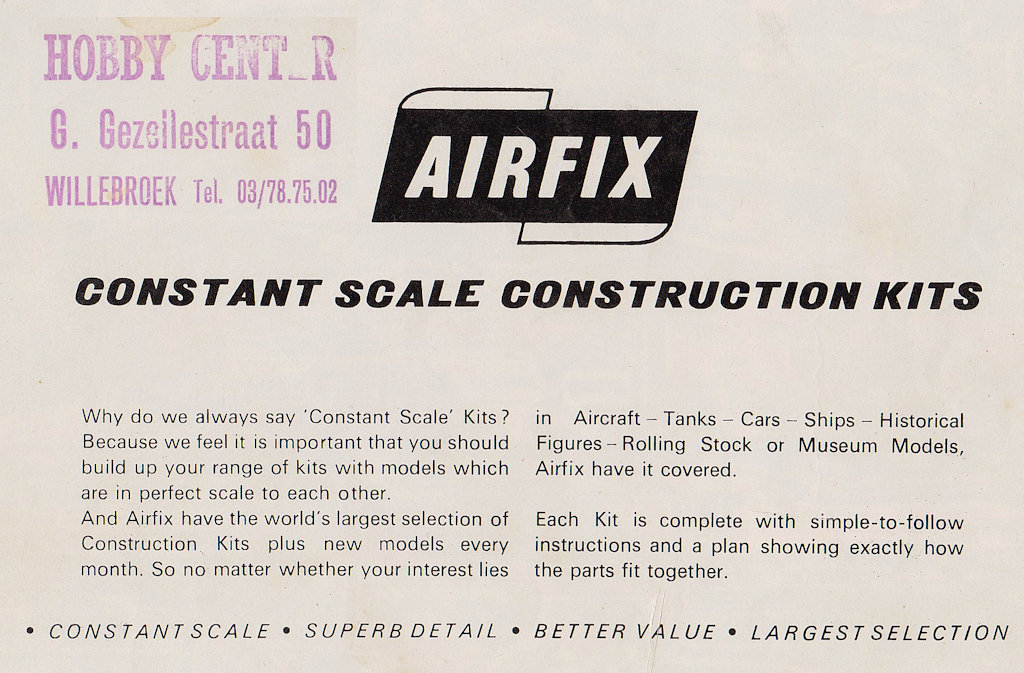 HOBBY CENT_R
G. Gezellestraat 50
WILLEBROEK Tel. 03/78.75.02
AIRFIX
CONSTANT SCALE CONSTRUCTION KITS
Why do we always say 'Constant Scale' Kits?
Because we feel it is important that you should
build up your range of kits with models which
are in perfect scale to each other.
And Airfix have the world's largest selection of
Construction Kits plus new models every
month. So no matter whether your interest lies
in Aircraft – Tanks – Cars – Ships – Historical
Figures – Rolling Stock or Museum Models,
Airfix have it covered.
Each Kit is complete with simple-to-follow
instructions and a plan showing exactly how
the parts fit together.
• CONSTANT SCALE • SUPERB DETAIL • BETTER VALUE • LARGEST SELECTION